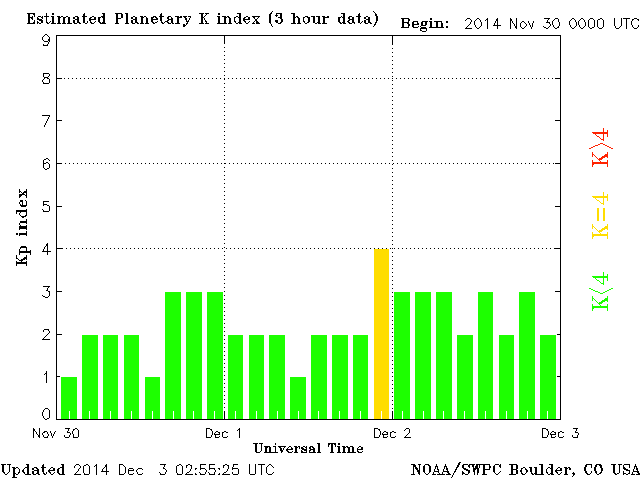 Estimated Planetary K index (3 hour data) Begin: 2014 Nov 30 0000 UTC
9
8
7
6
5
4
3
2
1
0
Kp index
K>4
K=4
K<4
Nov 30 Dec 1 Dec 2 Dec 3
Universal Time
Updated 2014 Dec 3 02:55:25 UTC NOAA/SWPC Boulder, CO USA